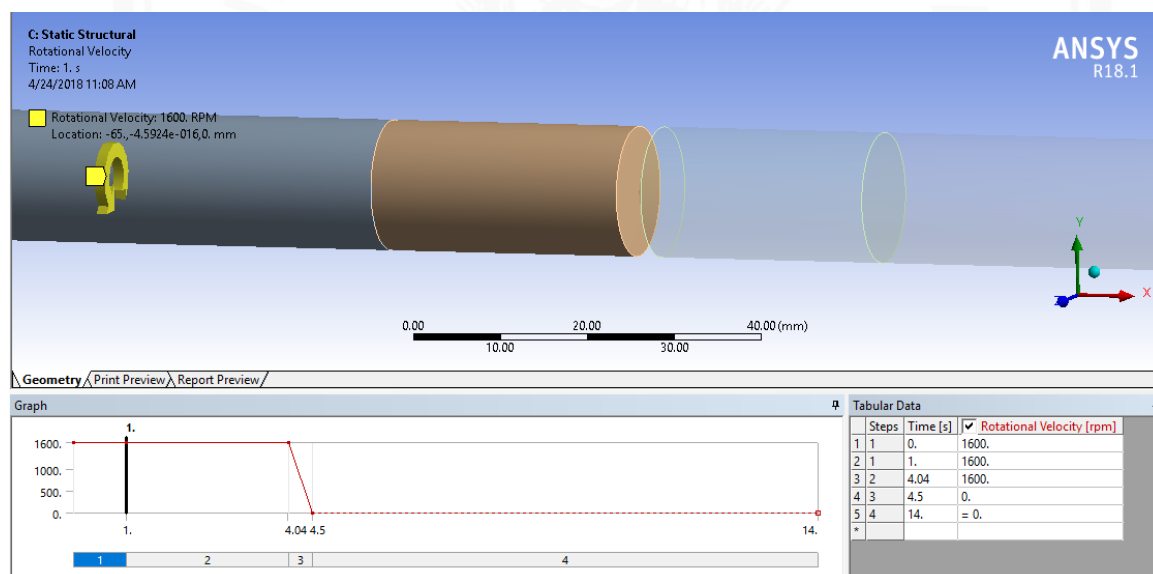 C: Static Structural
Rotational Velocity
Time: 1. s
4/24/2018 11:08 AM
Rotational Velocity: 1600. RPM
Location: -65.,-4.5924e-016,0. mm
ANSYS
R18.1
Y
X
0.00 20.00 40.00 (mm)
10.00 30.00
Geometry Print Preview Report Preview
Graph
1.
1600.
1000.
500.
0.
1. 4.04 4.5 14.
1 2 3 4
Tabular Data
Steps Time [s] Rotational Velocity [rpm]
1 1 0. 1600.
2 1 1. 1600.
3 2 4.04 1600.
4 3 4.5 0.
5 4 14. = 0.
*